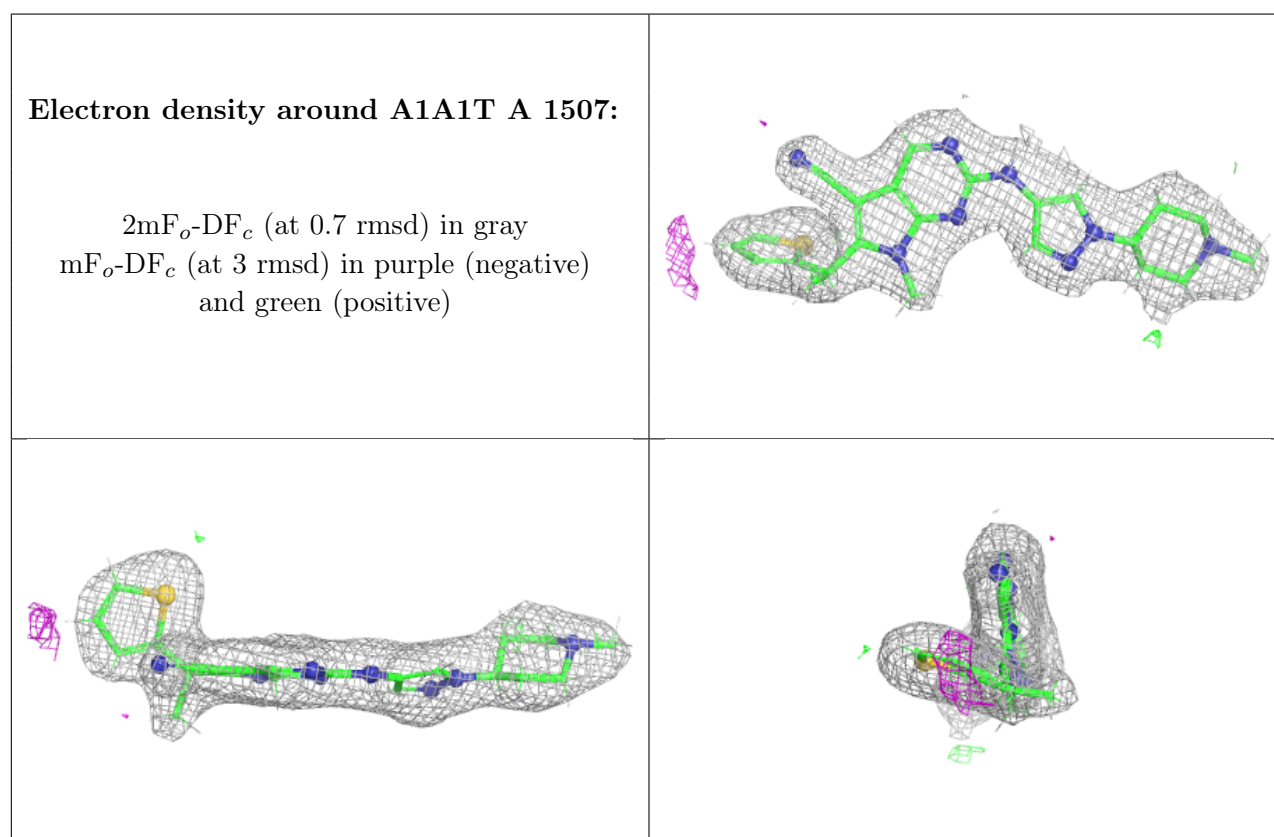 Electron density around A1A1T A 1507:
2mFo-DFc (at 0.7 rmsd) in gray
mFo-DFc (at 3 rmsd) in purple (negative)
and green (positive)